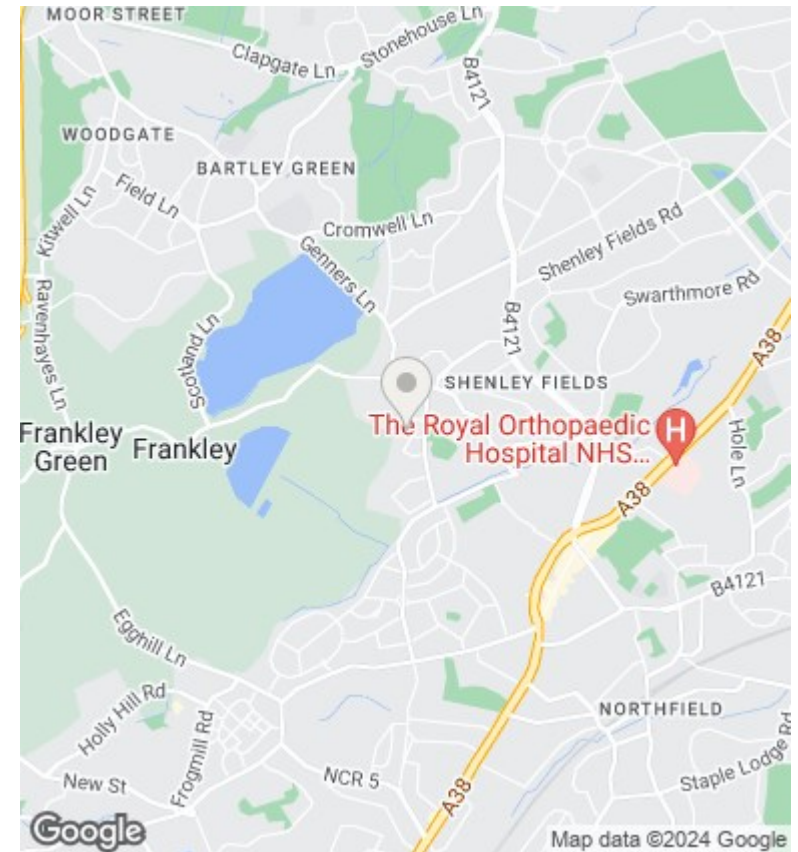 MOOR STREET
Clapgate Ln
Stonehouse Ln
B4121
WOODGATE
BARTLEY GREEN
Field Ln
Kitwell Ln
Cromwell Ln
Genners Ln
Shenley Fields Rd
Swarthmore Rd
B4121
A38
Ravenhayes Ln
Scotland Ln
SHENLEY FIELDS
The Royal Orthopaedic
Hospital NHS...
Hole Ln
Frankley
Green
Frankley
A38
B4121
Egghill Ln
Holly Hill Rd
Frogmill Rd
NORTHFIELD
New St
NCR 5
A38
Staple Lodge Rd
Google
Map data ©2024 Google
H